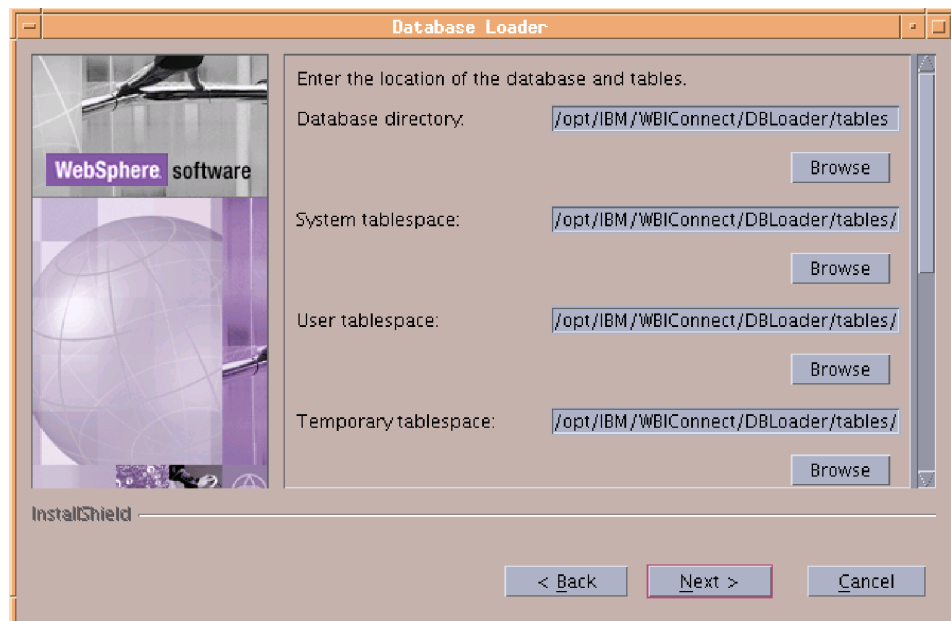 Database Loader
WebSphere software
Enter the location of the database and tables.
Database directory: /opt/IBM/WBIConnect/DBLoader/tables
Browse
System tablespace: /opt/IBM/WBIConnect/DBLoader/tables/
Browse
User tablespace: /opt/IBM/WBIConnect/DBLoader/tables/
Browse
Temporary tablespace: /opt/IBM/WBIConnect/DBLoader/tables/
Browse
InstallShield
< Back Next > Cancel